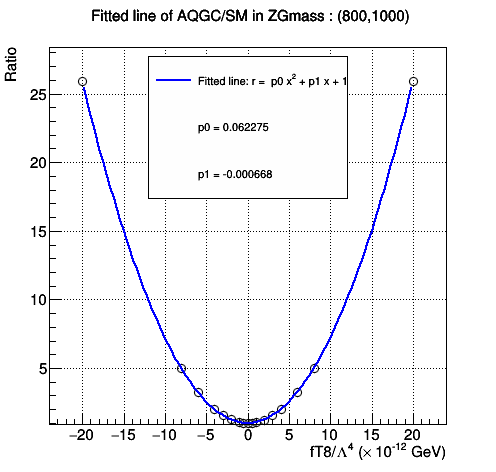 Fitted line of AQGC/SM in ZGmass : (800,1000)
Ratio
Fitted line: r = p0 x² + p1 x + 1
p0 = 0.062275
p1 = -0.000668
25
20
15
10
5
−20 −15 −10 −5 0 5 10 15 20
fT8/Λ⁴ (× 10⁻¹² GeV)